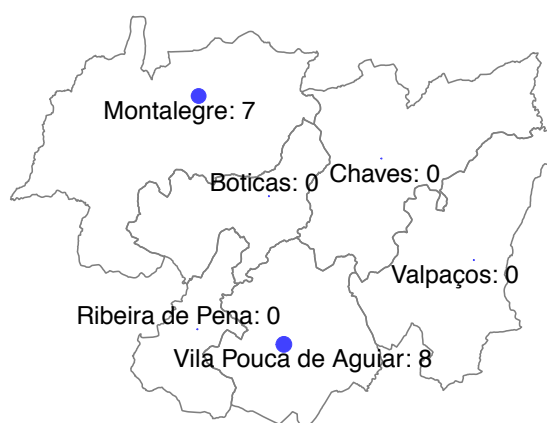 Montalegre: 7
Boticas: 0
Chaves: 0
Valpaços: 0
Ribeira de Pena: 0
Vila Pouca de Aguiar: 8